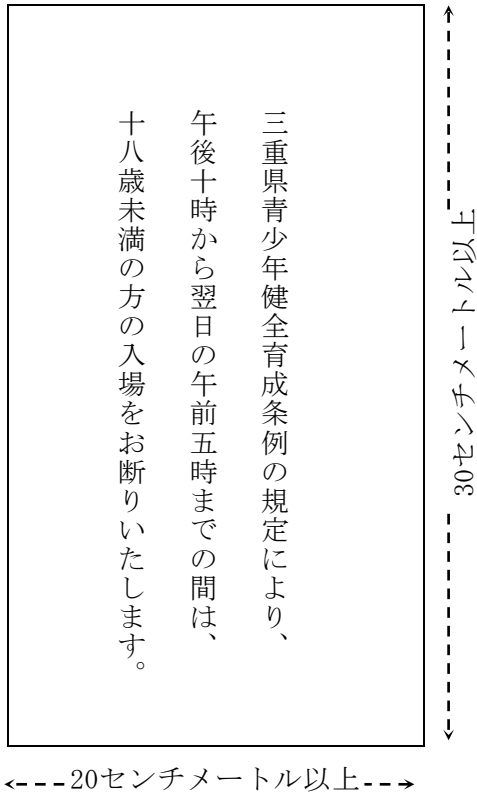 三重県青少年健全育成条例の規定により、
午後十時から翌日の午前五時までの間は、
十八歳未満の方の入場をお断りいたします。
30センチメートル以上
20センチメートル以上